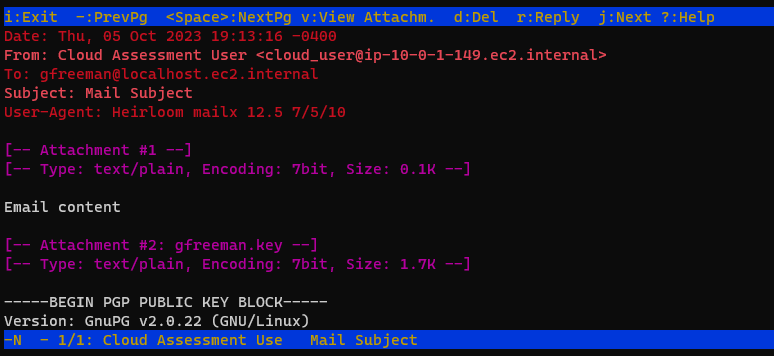 i:Exit  -:PrevPg  <Space>:NextPg v:View Attachm.  d:Del  r:Reply  j:Next ?:Help
Date: Thu, 05 Oct 2023 19:13:16 -0400
From: Cloud Assessment User <cloud_user@ip-10-0-1-149.ec2.internal>
To: gfreeman@localhost.ec2.internal
Subject: Mail Subject
User-Agent: Heirloom mailx 12.5 7/5/10
[-- Attachment #1 --]
[-- Type: text/plain, Encoding: 7bit, Size: 0.1K --]
Email content
[-- Attachment #2: gfreeman.key --]
[-- Type: text/plain, Encoding: 7bit, Size: 1.7K --]
-----BEGIN PGP PUBLIC KEY BLOCK-----
Version: GnuPG v2.0.22 (GNU/Linux)
-N  - 1/1: Cloud Assessment Use   Mail Subject